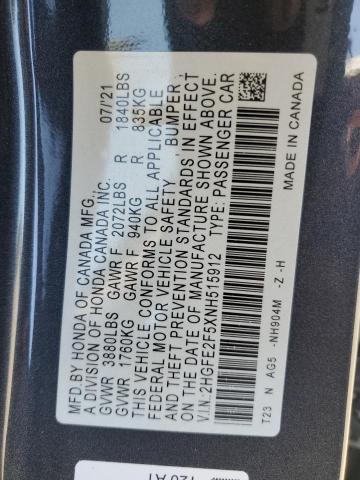 MFD.BY HONDA OF CANADA MFG.,
A DIVISION OF HONDA CANADA INC. 07/'21
GVWR 3880LBS GAWR F 2072LBS R 1840LBS
GVWR 1760KG GAWR F 940KG R 835KG
THIS VEHICLE CONFORMS TO ALL APPLICABLE
FEDERAL MOTOR VEHICLE SAFETY, BUMPER,
AND THEFT PREVENTION STANDARDS IN EFFECT
ON THE DATE OF MANUFACTURE SHOWN ABOVE.
V.I.N: 2HGFE2F5XNH515912 TYPE: PASSENGER CAR
T23 N AG5 -NH904M -Z -H MADE IN CANADA